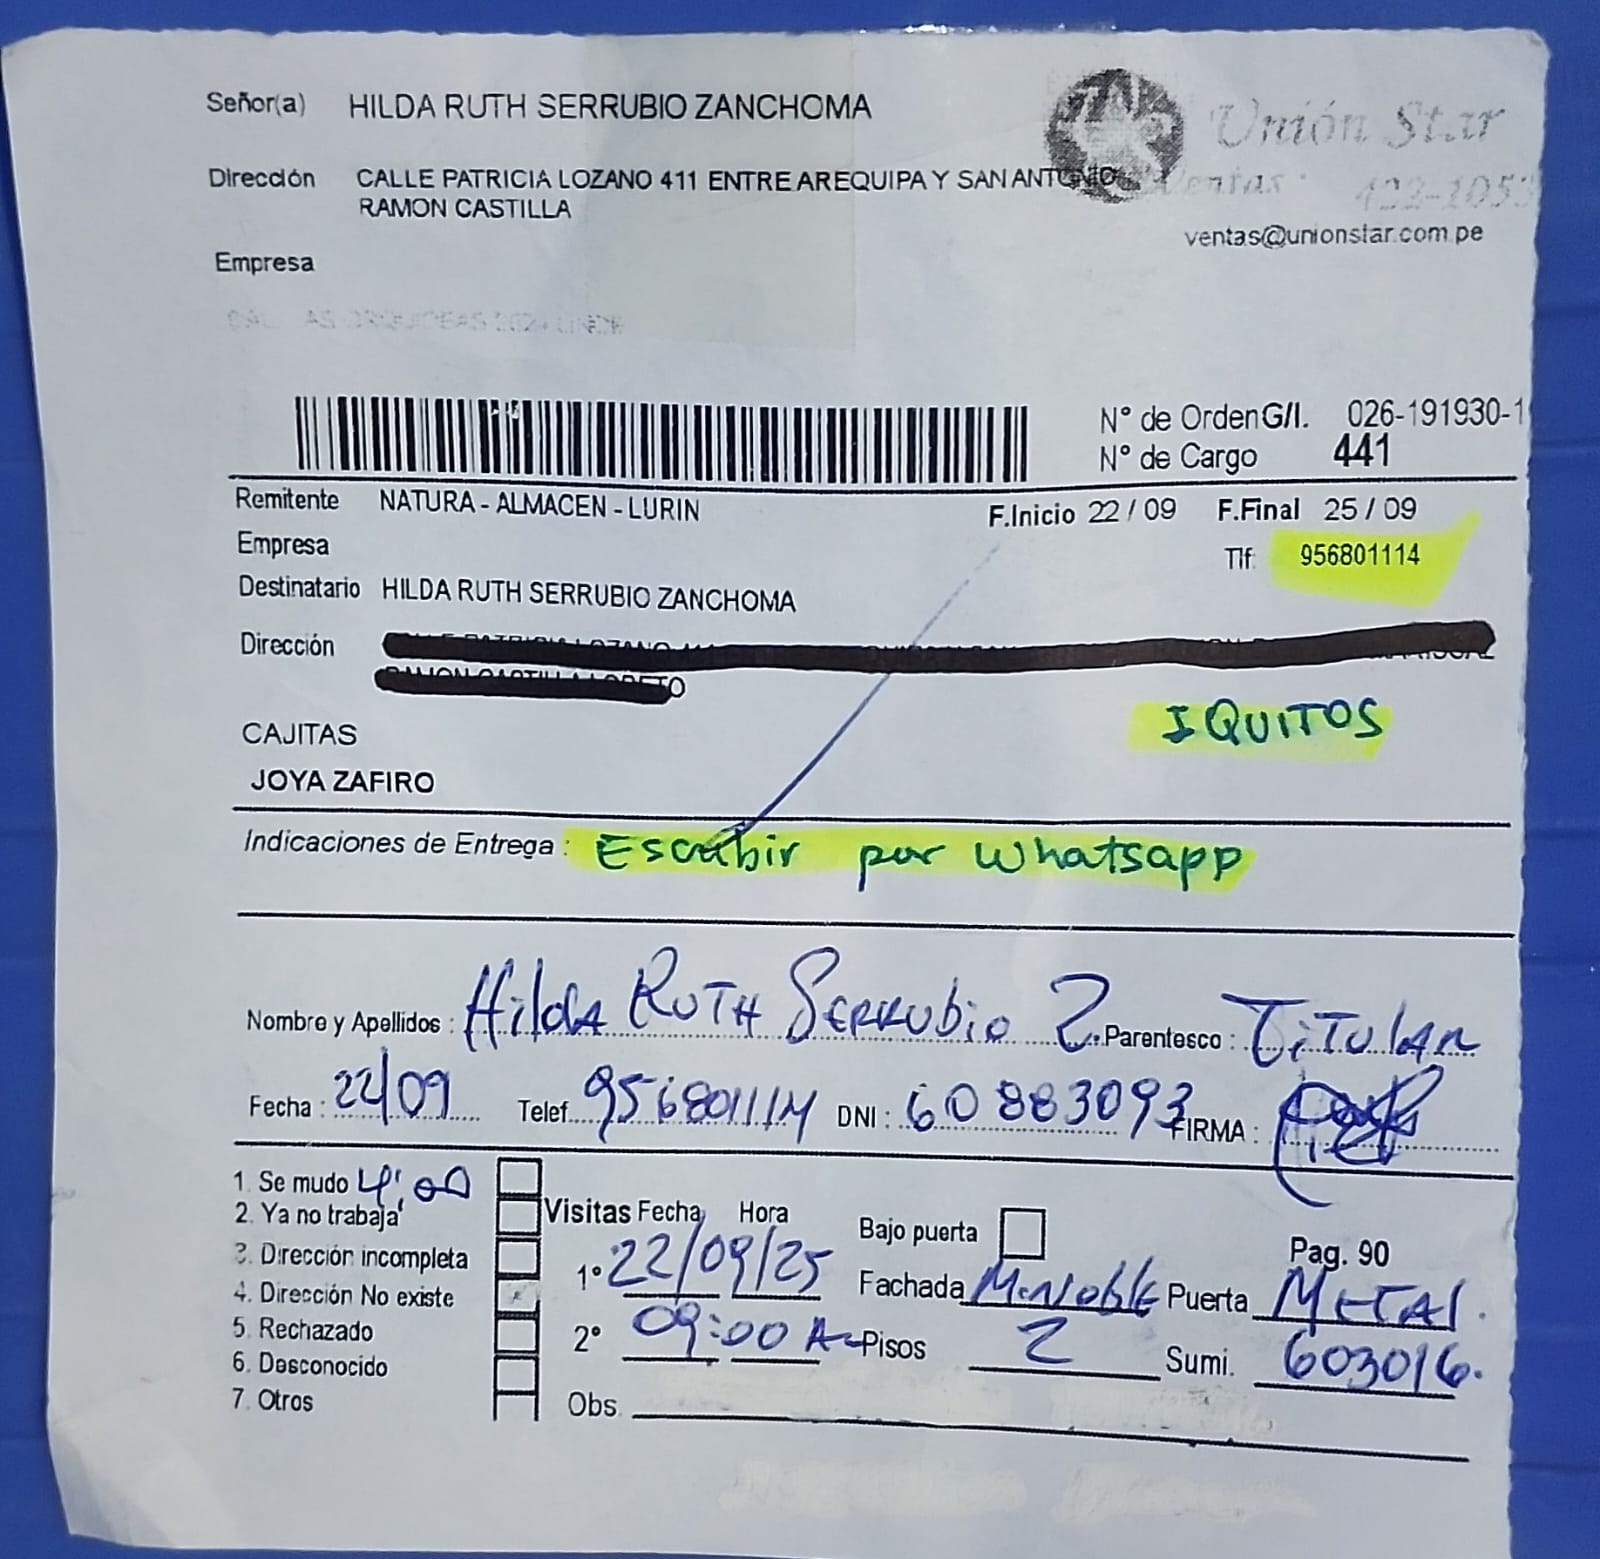 Señor(a) HILDA RUTH SERRUBIO ZANCHOMA
Unión Star
Dirección CALLE PATRICIA LOZANO 411 ENTRE AREQUIPA Y SAN ANTONIO
Ventas: 422-1053
RAMON CASTILLA
ventas@unionstar.com.pe
Empresa
N° de Orden G/I. 026-191930-1
N° de Cargo 441
Remitente NATURA - ALMACEN - LURIN
F.Inicio 22 / 09 F.Final 25 / 09
Empresa
Tlf: 956801114
Destinatario HILDA RUTH SERRUBIO ZANCHOMA
Dirección
IQUITOS
CAJITAS
JOYA ZAFIRO
Indicaciones de Entrega : Escribir por Whatsapp
Nombre y Apellidos : Hilda RUTH SERRUBio Z. Parentesco : TiTULAR
Fecha : 22/09 Telef. 956801114 DNI : 60883093 FIRMA :
1. Se mudo
2. Ya no trabaja
3. Dirección incompleta
4. Dirección No existe
5. Rechazado
6. Desconocido
7. Otros
Visitas Fecha Hora
Bajo puerta
Pag. 90
1° 22/09/25 Fachada M.Noble Puerta METAL.
2° 09:00 A Pisos 2 Sumi. 603016.
Obs.